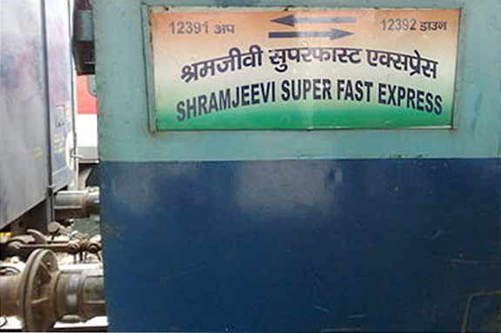 12391 अप 12392 डाउन
श्रमजीवी सुपरफास्ट एक्सप्रेस
SHRAMJEEVI SUPER FAST EXPRESS